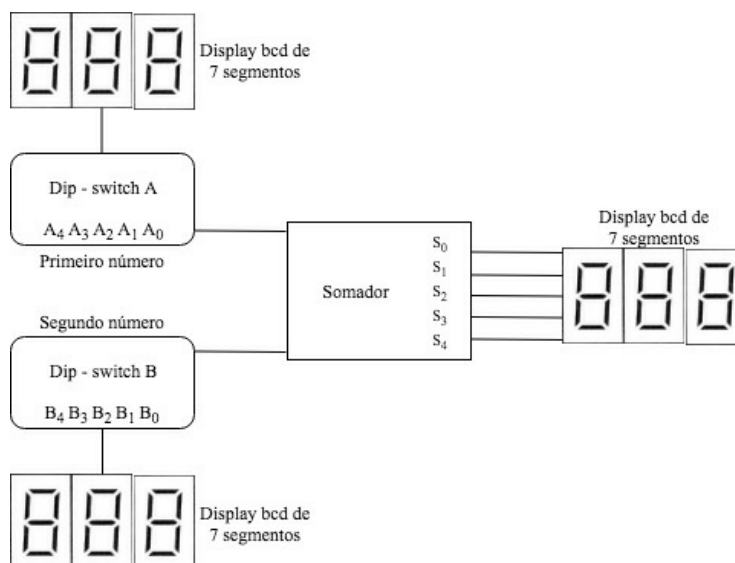 Display bcd de
7 segmentos
Dip - switch A
A4 A3 A2 A1 A0
Primeiro número
Segundo número
Dip - switch B
B4 B3 B2 B1 B0
Display bcd de
7 segmentos
Somador
S0
S1
S2
S3
S4
Display bcd de
7 segmentos